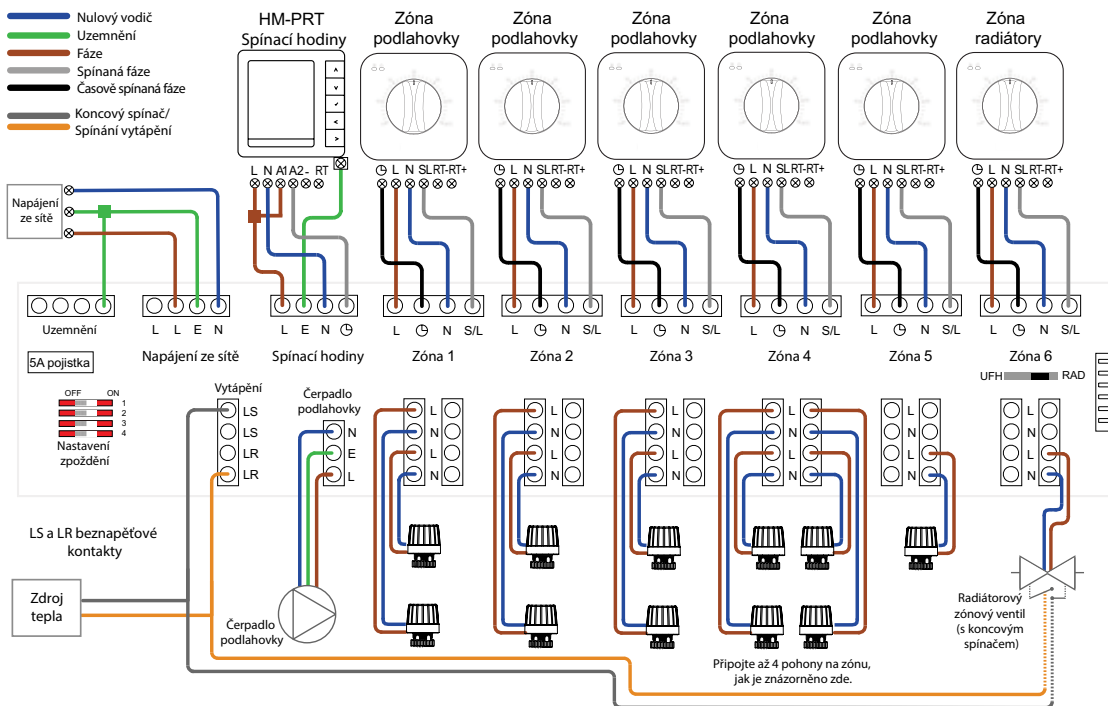 Nulový vodič
Uzemnění
Fáze
Spínaná fáze
Časově spínaná fáze
Koncový spínač/
Spínání vytápění
HM-PRT
Spínací hodiny
Zóna
podlahovky
Zóna
podlahovky
Zóna
podlahovky
Zóna
podlahovky
Zóna
podlahovky
Zóna
radiátory
L N A1 A2 - RT
L N SL RT- RT+
L N SL RT- RT+
L N SL RT- RT+
L N SL RT- RT+
L N SL RT- RT+
L N SL RT- RT+
Napájení
ze sítě
Uzemnění
L L E N
L E N
L N S/L
L N S/L
L N S/L
L N S/L
L N S/L
L N S/L
Napájení ze sítě
Spínací hodiny
Zóna 1
Zóna 2
Zóna 3
Zóna 4
Zóna 5
Zóna 6
UFH RAD
5A pojistka
OFF ON
1
2
3
4
Nastavení
zpoždění
Vytápění
LS
LS
LR
LR
Čerpadlo
podlahovky
N
E
L
L
N
L
N
L
N
L
N
L
N
L
N
L
N
L
N
L
N
L
N
L
N
L
N
LS a LR beznapěťové
kontakty
Zdroj
tepla
Čerpadlo
podlahovky
Připojte až 4 pohony na zónu,
jak je znázorněno zde.
Radiátorový
zónový ventil
(s koncovým
spínačem)